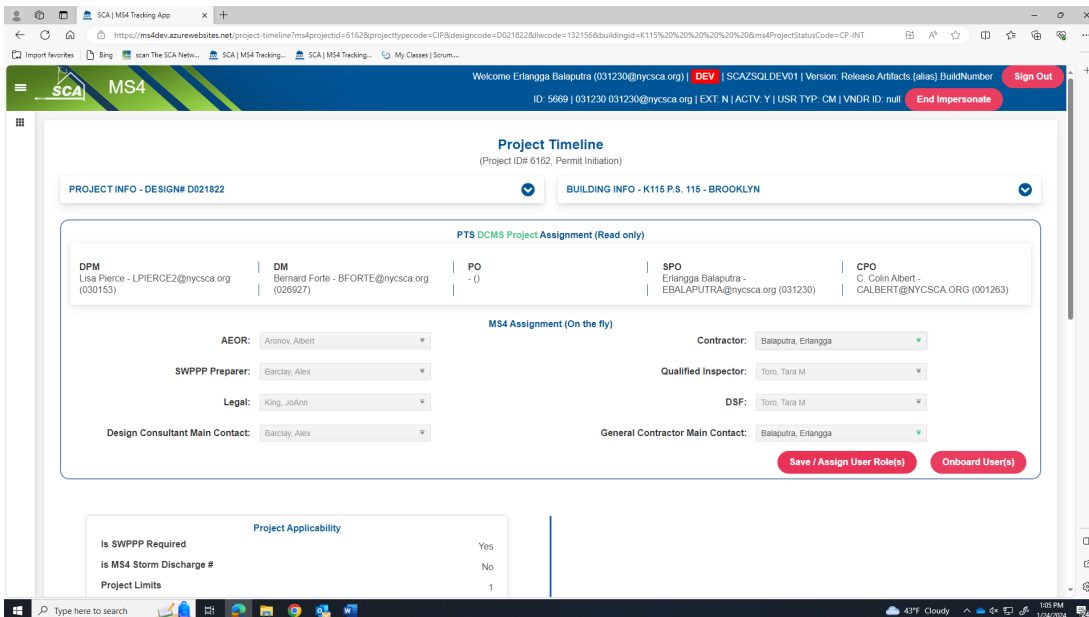 SCA | MS4 Tracking App
https://ms4dev.azurewebsites.net/project-timeline?ms4projectid=6162&projecttypecode=CIP&designcode=D021822&llwcode=132156&buildingid=K115%20%20%20%20%20%20&ms4ProjectStatusCode=CP-INT
Import favorites Bing scan The SCA Netw... SCA | MS4 Tracking... SCA | MS4 Tracking... My Classes | Scrum....
SCA MS4
Welcome Erlangga Balaputra (031230@nycsca.org) | DEV | SCAZSQLDEV01 | Version: Release.Artifacts.{alias}.BuildNumber Sign Out
ID: 5669 | 031230 031230@nycsca.org | EXT: N | ACTV: Y | USR TYP: CM | VNDR ID: null End Impersonate
Project Timeline
(Project ID# 6162, Permit Initiation)
PROJECT INFO - DESIGN# D021822
BUILDING INFO - K115 P.S. 115 - BROOKLYN
PTS DCMS Project Assignment (Read only)
DPM
Lisa Pierce - LPIERCE2@nycsca.org
(030153)
DM
Bernard Forte - BFORTE@nycsca.org
(026927)
PO
- ()
SPO
Erlangga Balaputra -
EBALAPUTRA@nycsca.org (031230)
CPO
C. Colin Albert -
CALBERT@NYCSCA.ORG (001263)
MS4 Assignment (On the fly)
AEOR: Aronov, Albert
Contractor: Balaputra, Erlangga
SWPPP Preparer: Barclay, Alex
Qualified Inspector: Toro, Tara M
Legal: King, JoAnn
DSF: Toro, Tara M
Design Consultant Main Contact: Barclay, Alex
General Contractor Main Contact: Balaputra, Erlangga
Save / Assign User Role(s) Onboard User(s)
Project Applicability
Is SWPPP Required Yes
is MS4 Storm Discharge # No
Project Limits 1
Type here to search
43°F Cloudy
1:05 PM
1/24/2024